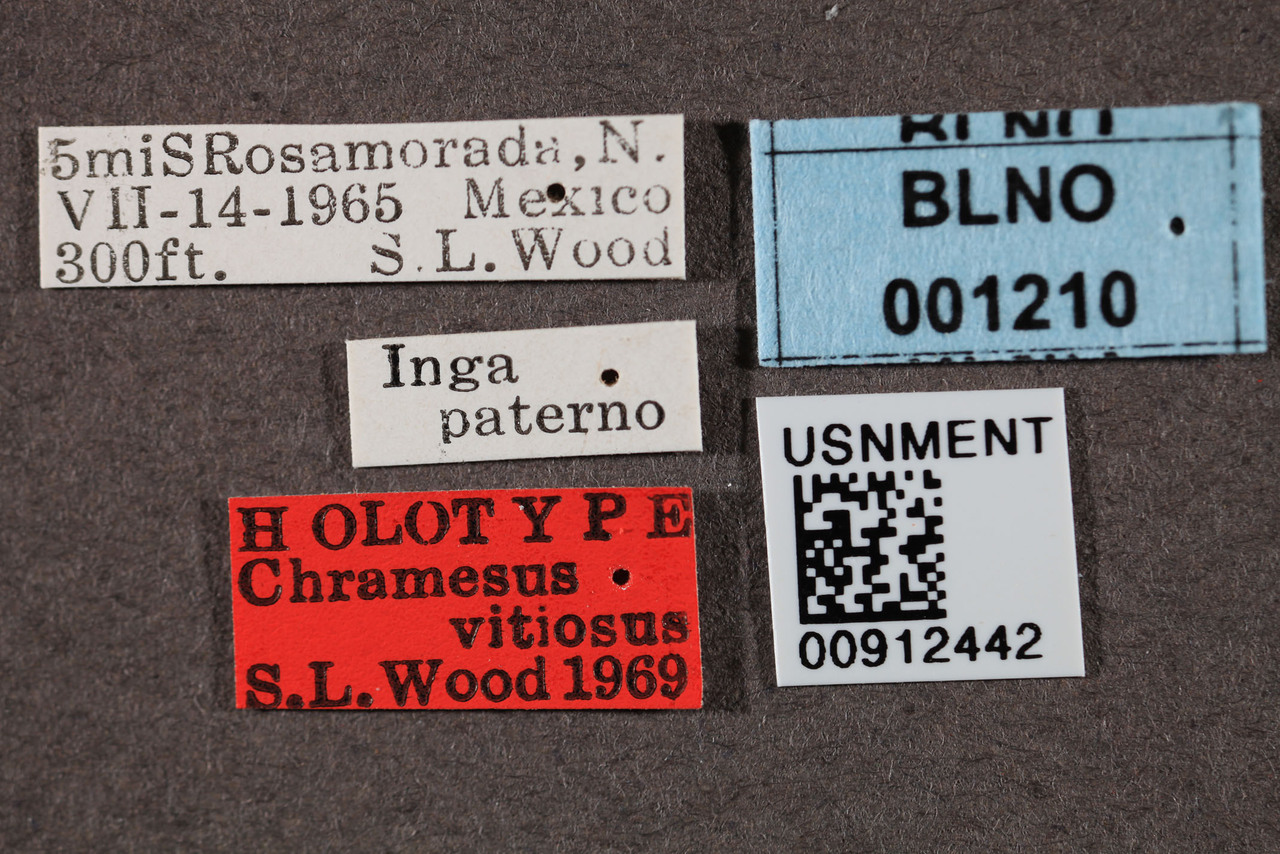 5miSRosamorada, N.
VII-14-1965 Mexico
300ft. S.L.Wood
Inga
paterno
HOLOTYPE
Chramesus
vitiosus
S.L.Wood 1969
BLNO
001210
USNMENT
00912442